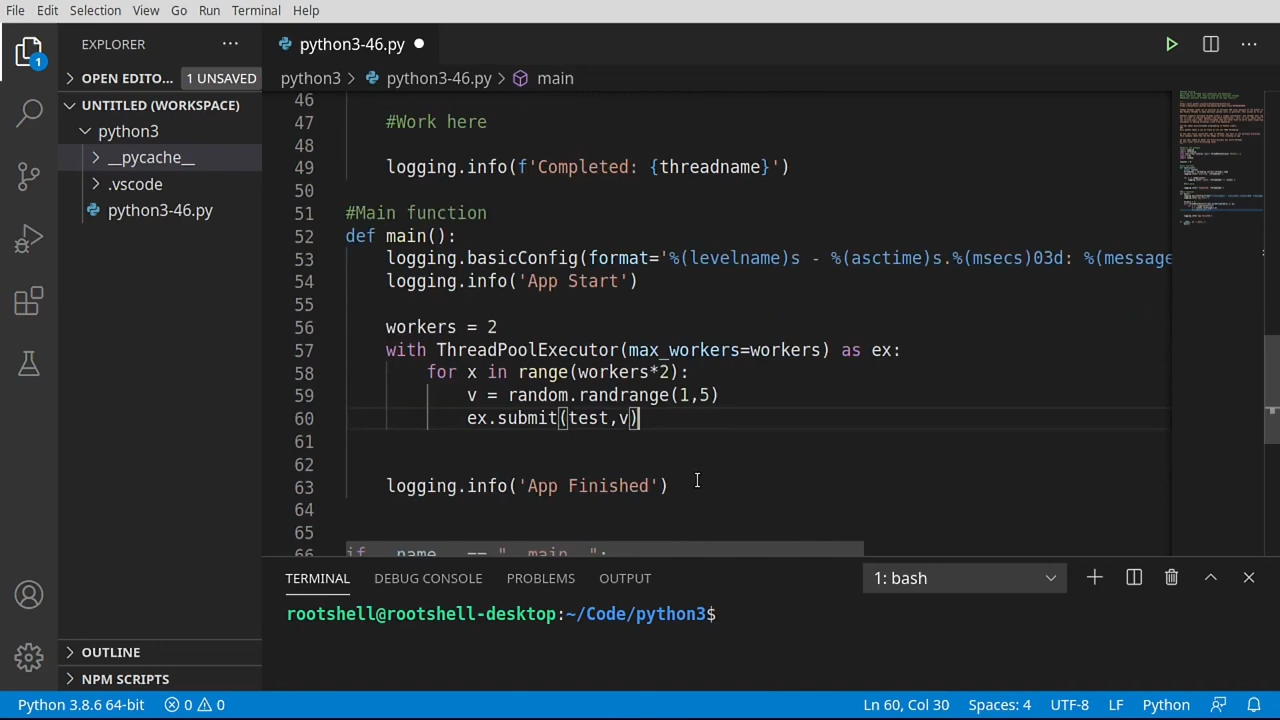 File Edit Selection View Go Run Terminal Help
EXPLORER
python3-46.py
1
OPEN EDITO... 1 UNSAVED
python3 > python3-46.py > main
UNTITLED (WORKSPACE)
python3
__pycache__
.vscode
python3-46.py
46
47 #Work here
48
49 logging.info(f'Completed: {threadname}')
50
51 #Main function
52 def main():
53 logging.basicConfig(format='%(levelname)s - %(asctime)s.%(msecs)03d: %(message
54 logging.info('App Start')
55
56 workers = 2
57 with ThreadPoolExecutor(max_workers=workers) as ex:
58 for x in range(workers*2):
59 v = random.randrange(1,5)
60 ex.submit(test,v)
61
62
63 logging.info('App Finished')
64
65
66 if __name__ == "__main__":
TERMINAL DEBUG CONSOLE PROBLEMS OUTPUT 1: bash
rootshell@rootshell-desktop:~/Code/python3$
OUTLINE
NPM SCRIPTS
Python 3.8.6 64-bit 0 0 Ln 60, Col 30 Spaces: 4 UTF-8 LF Python